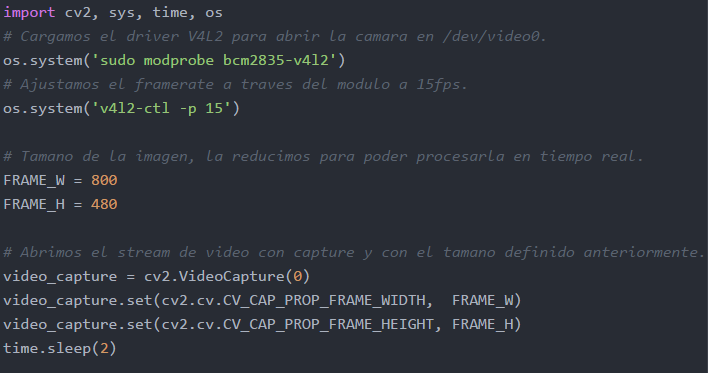 import cv2, sys, time, os
# Cargamos el driver V4L2 para abrir la camara en /dev/video0.
os.system('sudo modprobe bcm2835-v4l2')
# Ajustamos el framerate a traves del modulo a 15fps.
os.system('v4l2-ctl -p 15')
# Tamano de la imagen, la reducimos para poder procesarla en tiempo real.
FRAME_W = 800
FRAME_H = 480
# Abrimos el stream de video con capture y con el tamano definido anteriormente.
video_capture = cv2.VideoCapture(0)
video_capture.set(cv2.cv.CV_CAP_PROP_FRAME_WIDTH,  FRAME_W)
video_capture.set(cv2.cv.CV_CAP_PROP_FRAME_HEIGHT, FRAME_H)
time.sleep(2)